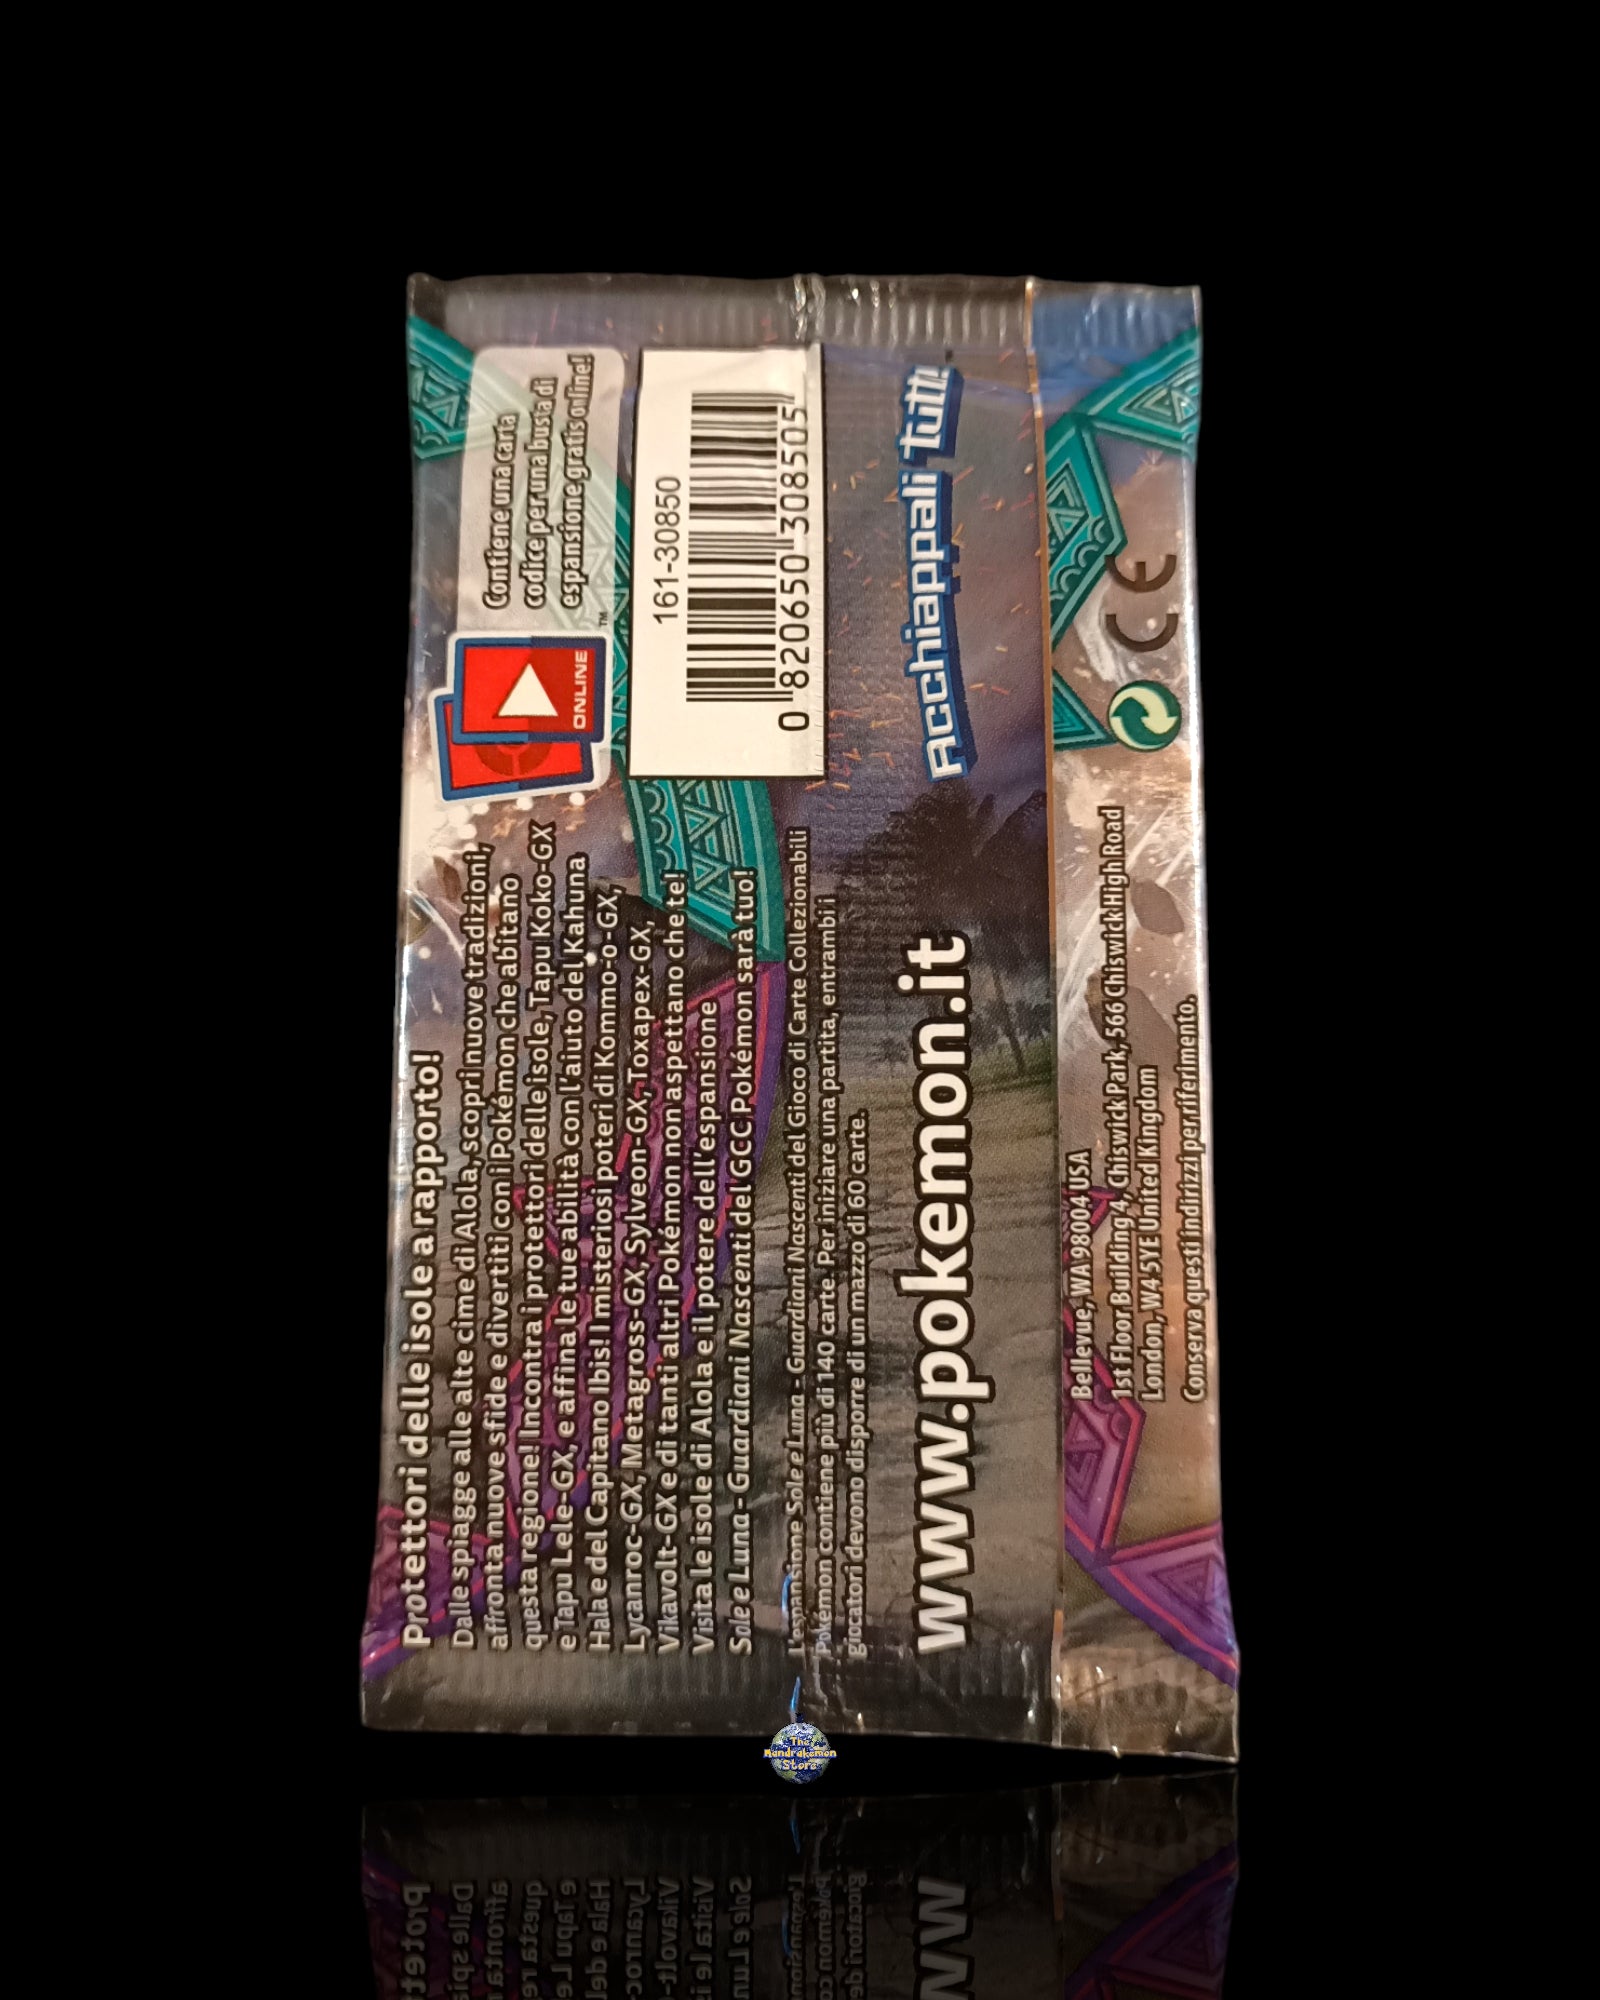 Protettori delle isole a rapporto!
Dalle spiagge alle alte cime di Alola, scopri nuove tradizioni,
affronta nuove sfide e divertiti con i Pokémon che abitano
questa regione! Incontra i protettori delle isole, Tapu Koko-GX
e Tapu Lele-GX, e affina le tue abilità con l'aiuto del Kahuna
Hala e del Capitano Ibis! I misteriosi poteri di Kommo-o-GX,
Lycanroc-GX, Metagross-GX, Sylveon-GX, Toxapex-GX,
Vikavolt-GX e di tanti altri Pokémon non aspettano che te!
Visita le isole di Alola e il potere dell'espansione
Sole e Luna - Guardiani Nascenti del GCC Pokémon sarà tuo!
L'espansione Sole e Luna - Guardiani Nascenti del Gioco di Carte Collezionabili
Pokémon contiene più di 140 carte. Per iniziare una partita, entrambi i
giocatori devono disporre di un mazzo di 60 carte.
www.pokemon.it
ONLINE
TM
Contiene una carta
codice per una busta di
espansione gratis online!
161-30850
0 820650 308505
Acchiappali Tutti!
Bellevue, WA 98004 USA
1st Floor Building 4, Chiswick Park, 566 Chiswick High Road
London, W4 5YE United Kingdom
Conserva questi indirizzi per riferimento.
CE
The
Mandrakemon
Store